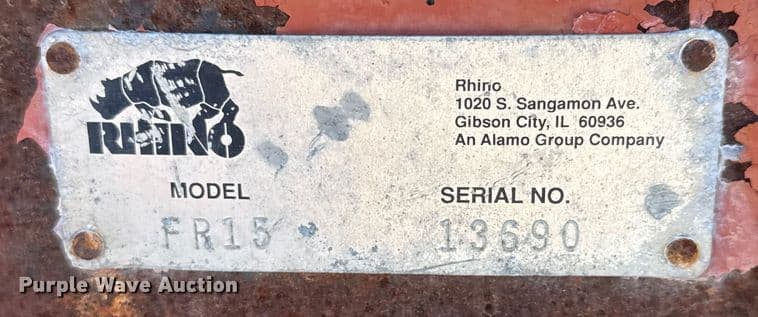 RHINO
Rhino
1020 S. Sangamon Ave.
Gibson City, IL 60936
An Alamo Group Company
MODEL
SERIAL NO.
FR15
13690
Purple Wave Auction